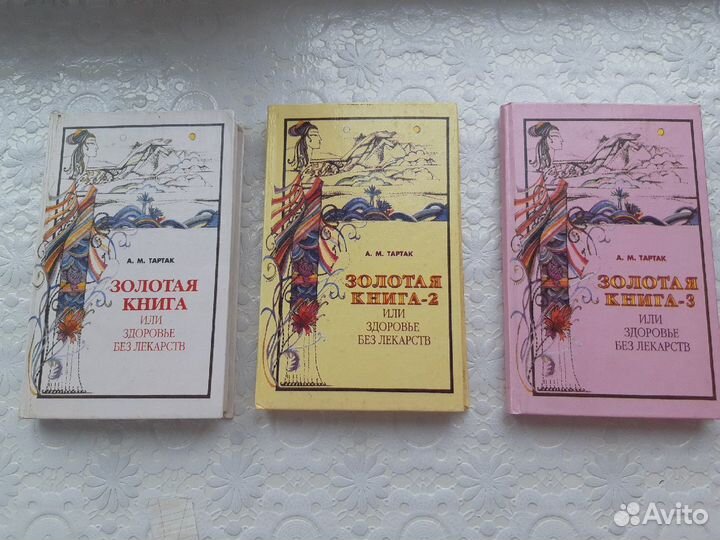 А. М. ТАРТАК
ЗОЛОТАЯ
КНИГА
ИЛИ
ЗДОРОВЬЕ
БЕЗ ЛЕКАРСТВ
А. М. ТАРТАК
ЗОЛОТАЯ
КНИГА-2
ИЛИ
ЗДОРОВЬЕ
БЕЗ ЛЕКАРСТВ
А. М. ТАРТАК
ЗОЛОТАЯ
КНИГА-3
ИЛИ
ЗДОРОВЬЕ
БЕЗ ЛЕКАРСТВ
Avito